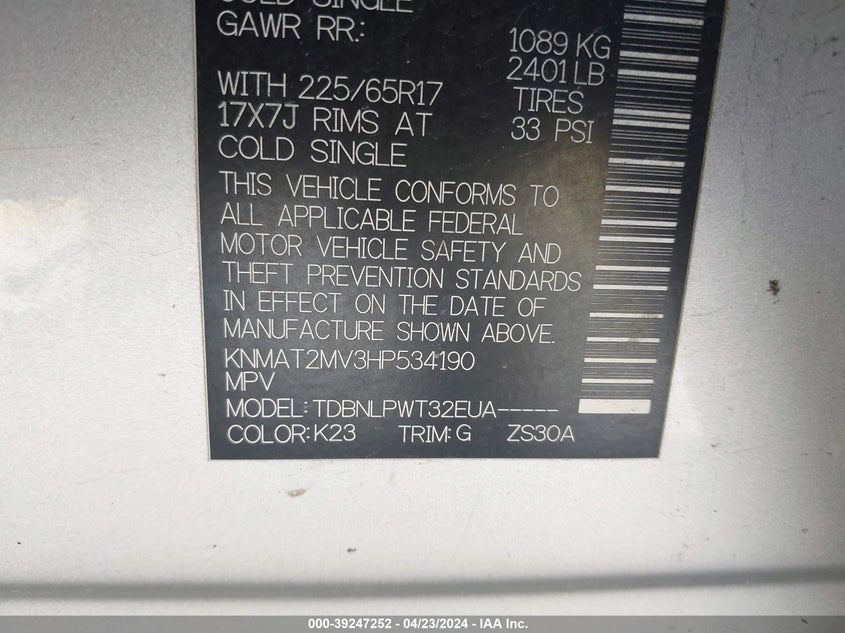 COLD SINGLE
GAWR RR.: 1089 KG
2401 LB
WITH 225/65R17 TIRES
17X7J RIMS AT 33 PSI
COLD SINGLE
THIS VEHICLE CONFORMS TO
ALL APPLICABLE FEDERAL
MOTOR VEHICLE SAFETY AND
THEFT PREVENTION STANDARDS
IN EFFECT ON THE DATE OF
MANUFACTURE SHOWN ABOVE.
KNMAT2MV3HP534190
MPV
MODEL:TDBNLPWT32EUA-----
COLOR:K23 TRIM:G ZS30A
000-39247252 - 04/23/2024 - IAA Inc.